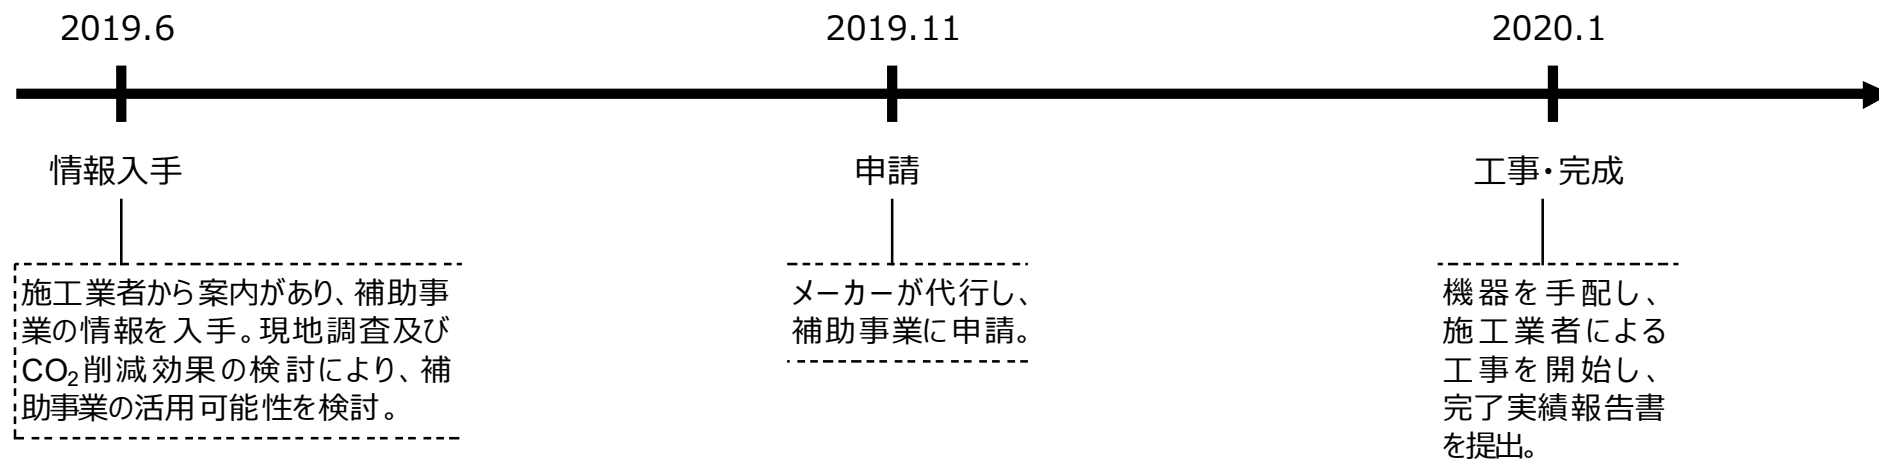 2019.6
2019.11
2020.1
情報入手
申請
工事・完成
施工業者から案内があり、補助事
業の情報を入手。現地調査及び
CO₂削減効果の検討により、補
助事業の活用可能性を検討。
メーカーが代行し、
補助事業に申請。
機器を手配し、
施工業者による
工事を開始し、
完了実績報告書
を提出。